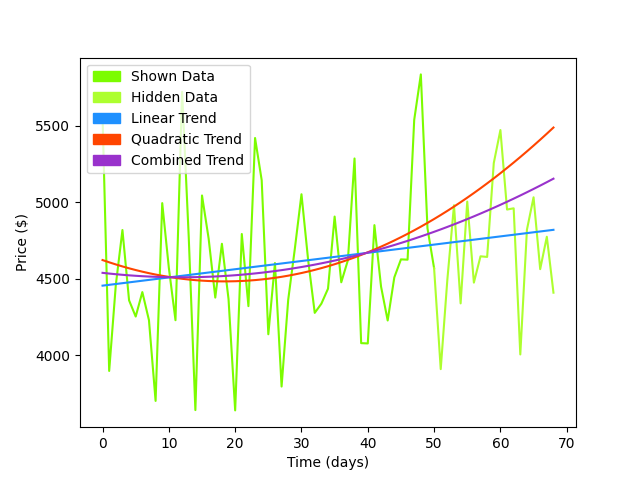 Shown Data
Hidden Data
Linear Trend
Quadratic Trend
Combined Trend
Price ($)
5500
5000
4500
4000
0 10 20 30 40 50 60 70
Time (days)